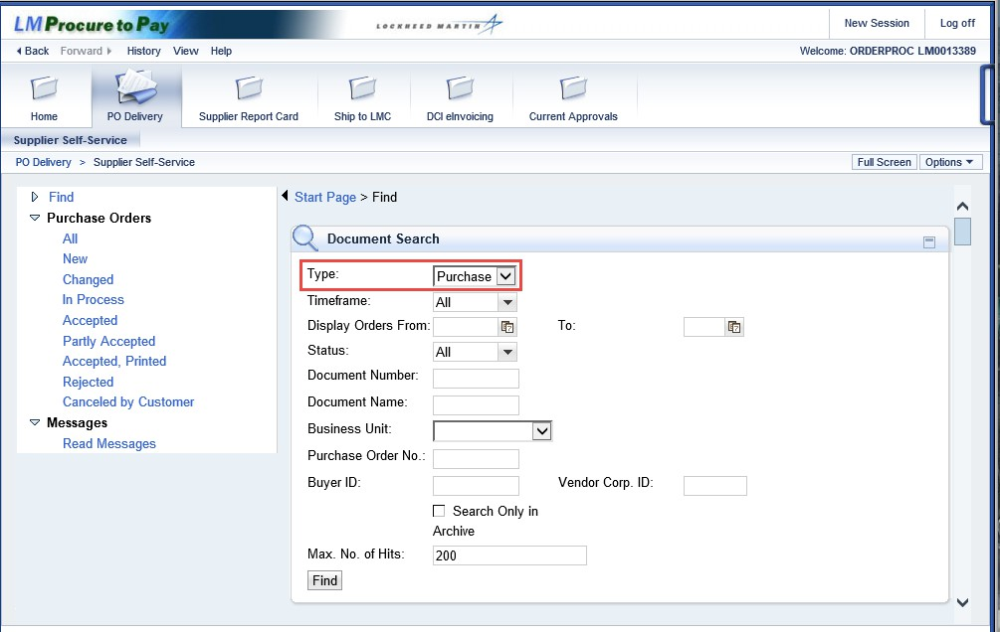 LM Procure to Pay
LOCKHEED MARTIN
New Session
Log off
Back Forward History View Help
Welcome: ORDERPROC LM0013389
Home
PO Delivery
Supplier Report Card
Ship to LMC
DCI eInvoicing
Current Approvals
Supplier Self-Service
PO Delivery > Supplier Self-Service
Full Screen
Options
Find
Purchase Orders
All
New
Changed
In Process
Accepted
Partly Accepted
Accepted, Printed
Rejected
Canceled by Customer
Messages
Read Messages
Start Page > Find
Document Search
Type: Purchase
Timeframe: All
Display Orders From: To:
Status: All
Document Number:
Document Name:
Business Unit:
Purchase Order No.:
Buyer ID: Vendor Corp. ID:
Search Only in
Archive
Max. No. of Hits: 200
Find